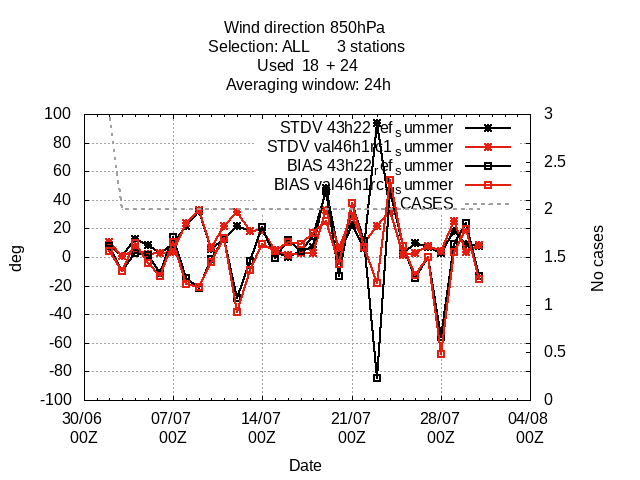 Wind direction 850hPa
Selection: ALL 3 stations
Used 18 + 24
Averaging window: 24h
100
80
60
40
20
0
-20
-40
-60
-80
-100
deg
STDV 43h22_ref_summer
STDV val46h1rc1_summer
BIAS 43h22_ref_summer
BIAS val46h1rc1_summer
CASES
3
2.5
2
1.5
1
0.5
0
No cases
30/06 07/07 14/07 21/07 28/07 04/08
00Z 00Z 00Z 00Z 00Z 00Z
Date